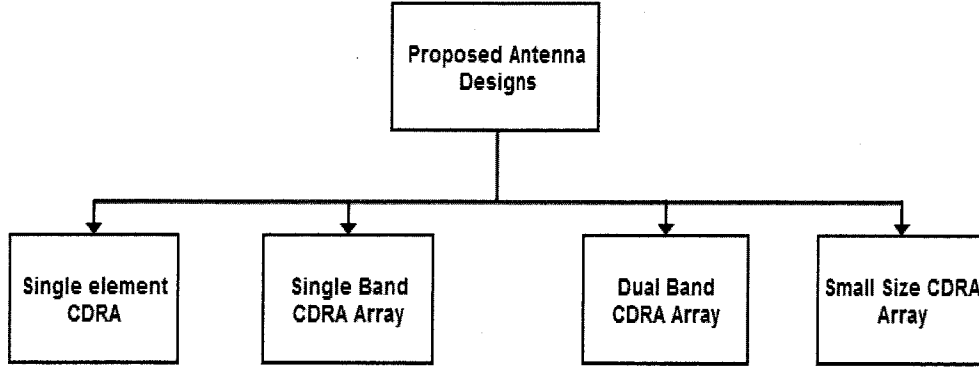 Proposed Antenna
Designs
Single element
CDRA
Single Band
CDRA Array
Dual Band
CDRA Array
Small Size CDRA
Array